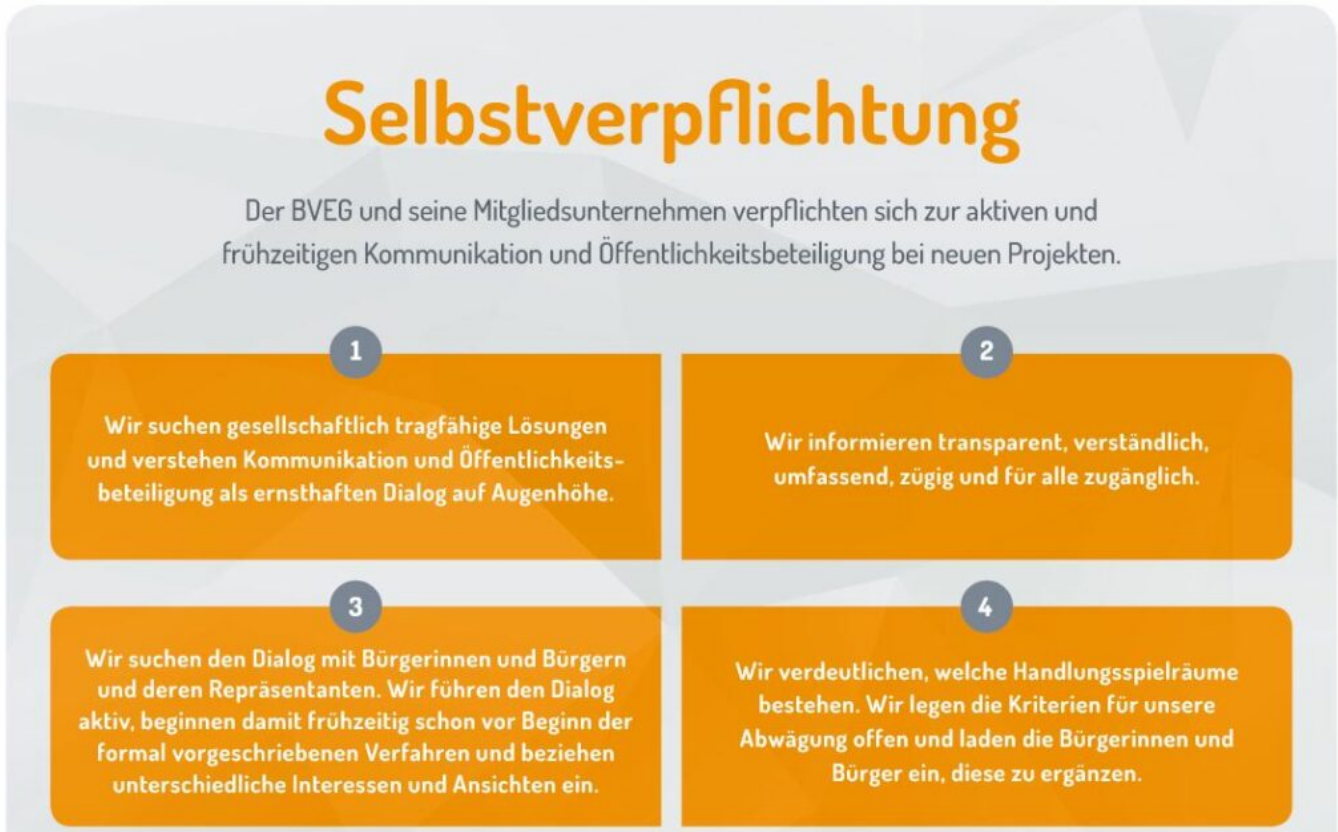 Selbstverpflichtung
Der BVEG und seine Mitgliedsunternehmen verpflichten sich zur aktiven und
frühzeitigen Kommunikation und Öffentlichkeitsbeteiligung bei neuen Projekten.
1
Wir suchen gesellschaftlich tragfähige Lösungen
und verstehen Kommunikation und Öffentlichkeits-
beteiligung als ernsthaften Dialog auf Augenhöhe.
2
Wir informieren transparent, verständlich,
umfassend, zügig und für alle zugänglich.
3
Wir suchen den Dialog mit Bürgerinnen und Bürgern
und deren Repräsentanten. Wir führen den Dialog
aktiv, beginnen damit frühzeitig schon vor Beginn der
formal vorgeschriebenen Verfahren und beziehen
unterschiedliche Interessen und Ansichten ein.
4
Wir verdeutlichen, welche Handlungsspielräume
bestehen. Wir legen die Kriterien für unsere
Abwägung offen und laden die Bürgerinnen und
Bürger ein, diese zu ergänzen.